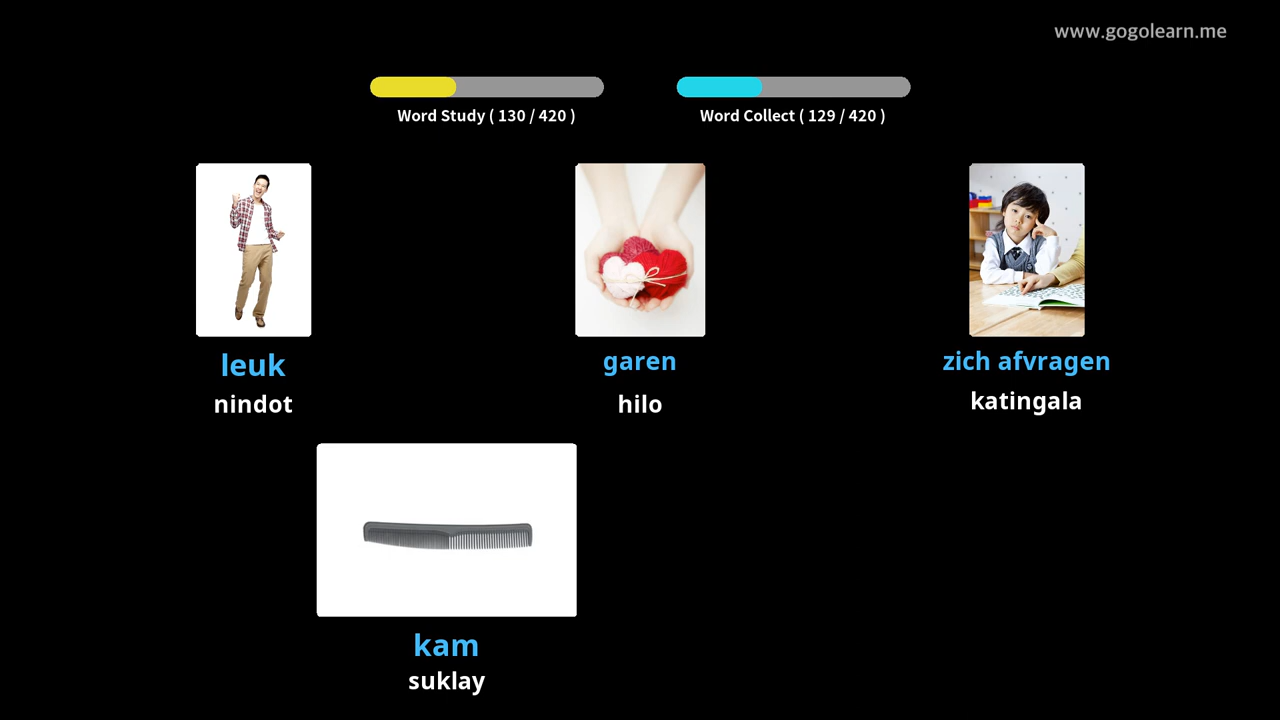 www.gogolearn.me
Word Study ( 130 / 420 )
Word Collect ( 129 / 420 )
leuk
nindot
garen
hilo
zich afvragen
katingala
kam
suklay